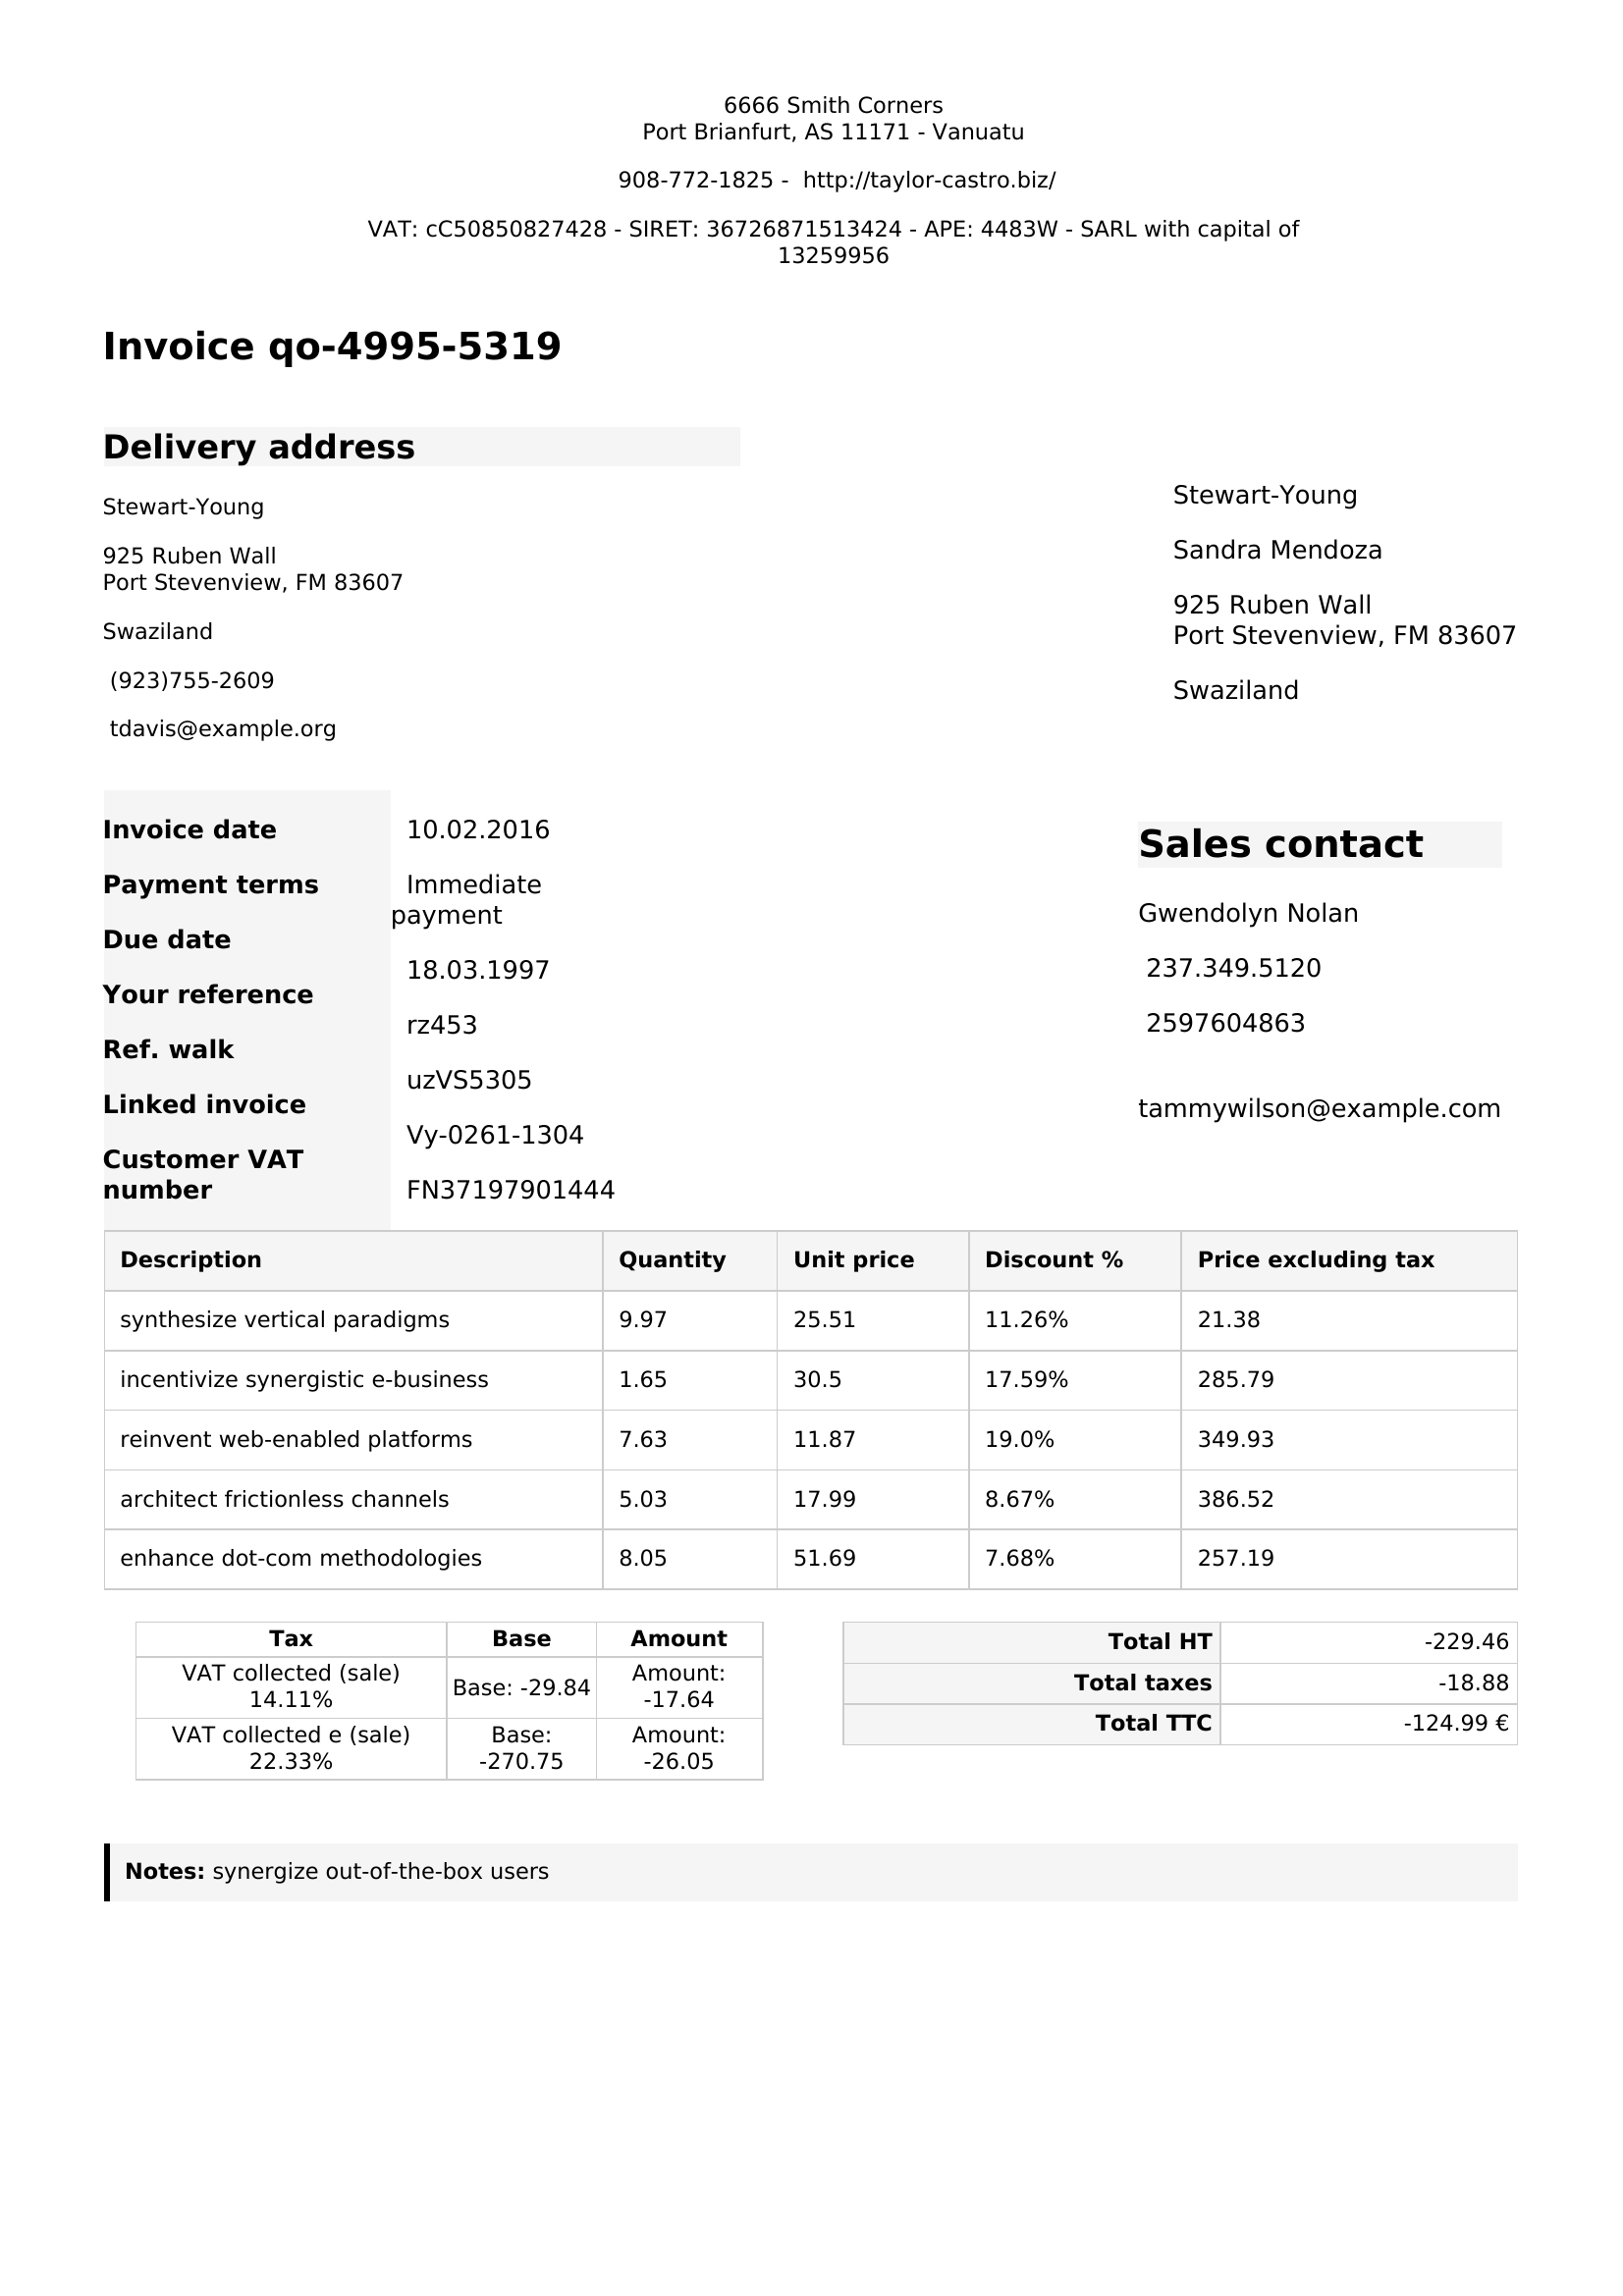 6666 Smith Corners
Port Brianfurt, AS 11171 - Vanuatu
908-772-1825 - http://taylor-castro.biz/
VAT: cC50850827428 - SIRET: 36726871513424 - APE: 4483W - SARL with capital of
13259956
Invoice qo-4995-5319
Delivery address
Stewart-Young
925 Ruben Wall
Port Stevenview, FM 83607
Swaziland
(923)755-2609
tdavis@example.org
Stewart-Young
Sandra Mendoza
925 Ruben Wall
Port Stevenview, FM 83607
Swaziland
Invoice date
Payment terms
Due date
Your reference
Ref. walk
Linked invoice
Customer VAT
number
10.02.2016
Immediate
payment
18.03.1997
rz453
uzVS5305
Vy-0261-1304
FN37197901444
Sales contact
Gwendolyn Nolan
237.349.5120
2597604863
tammywilson@example.com
Description Quantity Unit price Discount % Price excluding tax
synthesize vertical paradigms 9.97 25.51 11.26% 21.38
incentivize synergistic e-business 1.65 30.5 17.59% 285.79
reinvent web-enabled platforms 7.63 11.87 19.0% 349.93
architect frictionless channels 5.03 17.99 8.67% 386.52
enhance dot-com methodologies 8.05 51.69 7.68% 257.19
Tax Base Amount
VAT collected (sale)
14.11%
Base: -29.84
Amount:
-17.64
VAT collected e (sale)
22.33%
Base:
-270.75
Amount:
-26.05
Total HT -229.46
Total taxes -18.88
Total TTC -124.99 €
Notes: synergize out-of-the-box users